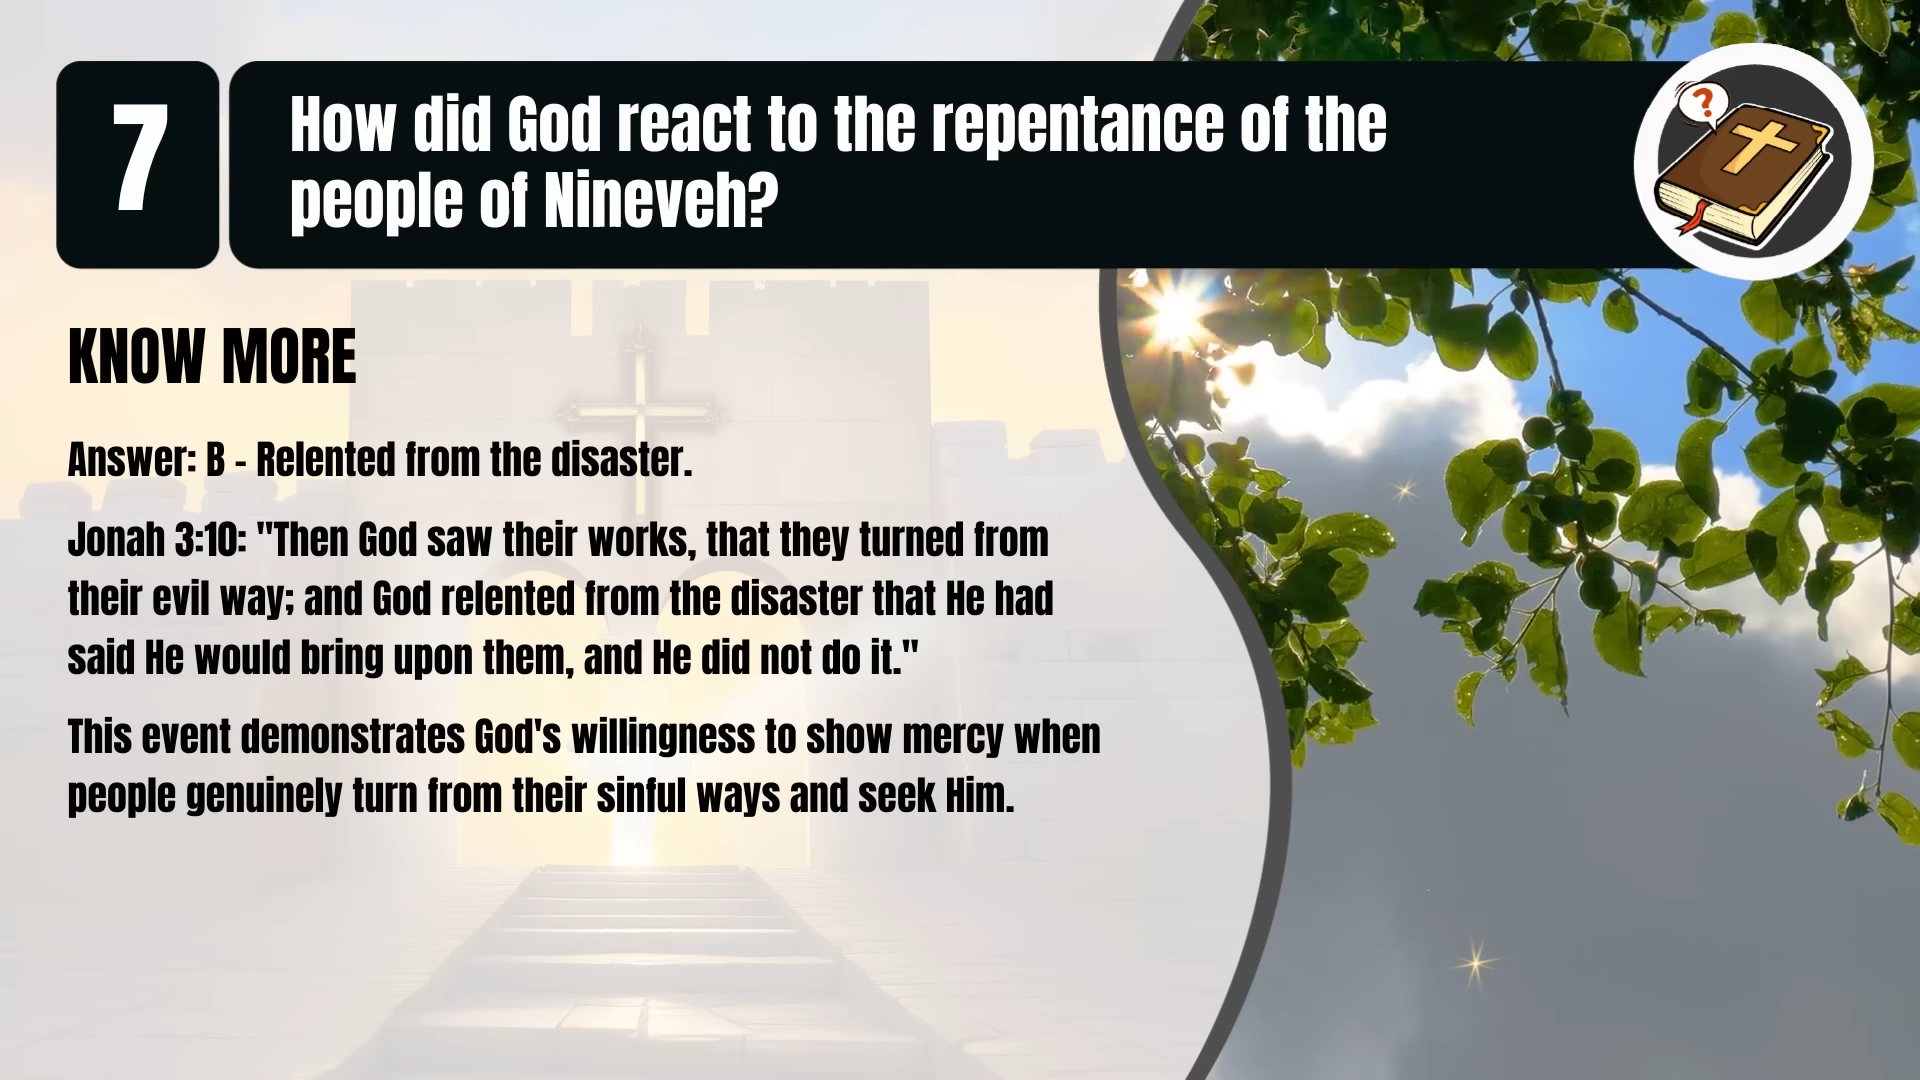 7
How did God react to the repentance of the
people of Nineveh?
?
KNOW MORE
Answer: B - Relented from the disaster.
Jonah 3:10: "Then God saw their works, that they turned from
their evil way; and God relented from the disaster that He had
said He would bring upon them, and He did not do it."
This event demonstrates God's willingness to show mercy when
people genuinely turn from their sinful ways and seek Him.